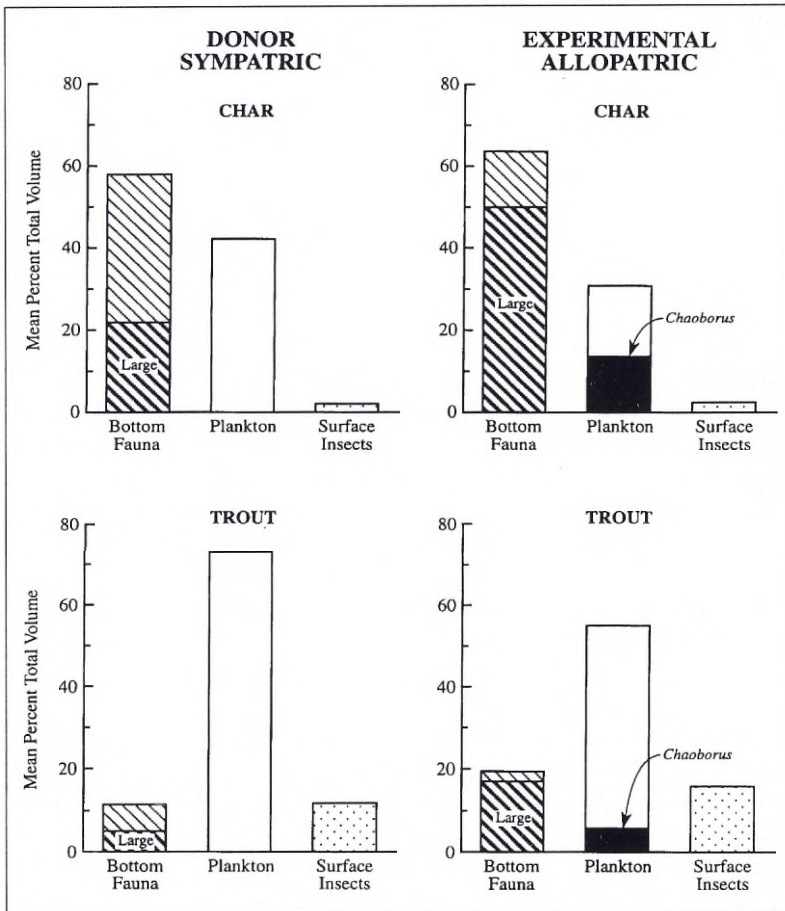 DONOR
SYMPATRIC
CHAR
Mean Percent Total Volume
80
60
40
20
0
Large
Bottom
Fauna
Plankton
Surface
Insects
EXPERIMENTAL
ALLOPATRIC
CHAR
80
60
40
20
0
Large
Chaoborus
Bottom
Fauna
Plankton
Surface
Insects
TROUT
Mean Percent Total Volume
80
60
40
20
0
Large
Bottom
Fauna
Plankton
Surface
Insects
TROUT
80
60
40
20
0
Large
Chaoborus
Bottom
Fauna
Plankton
Surface
Insects